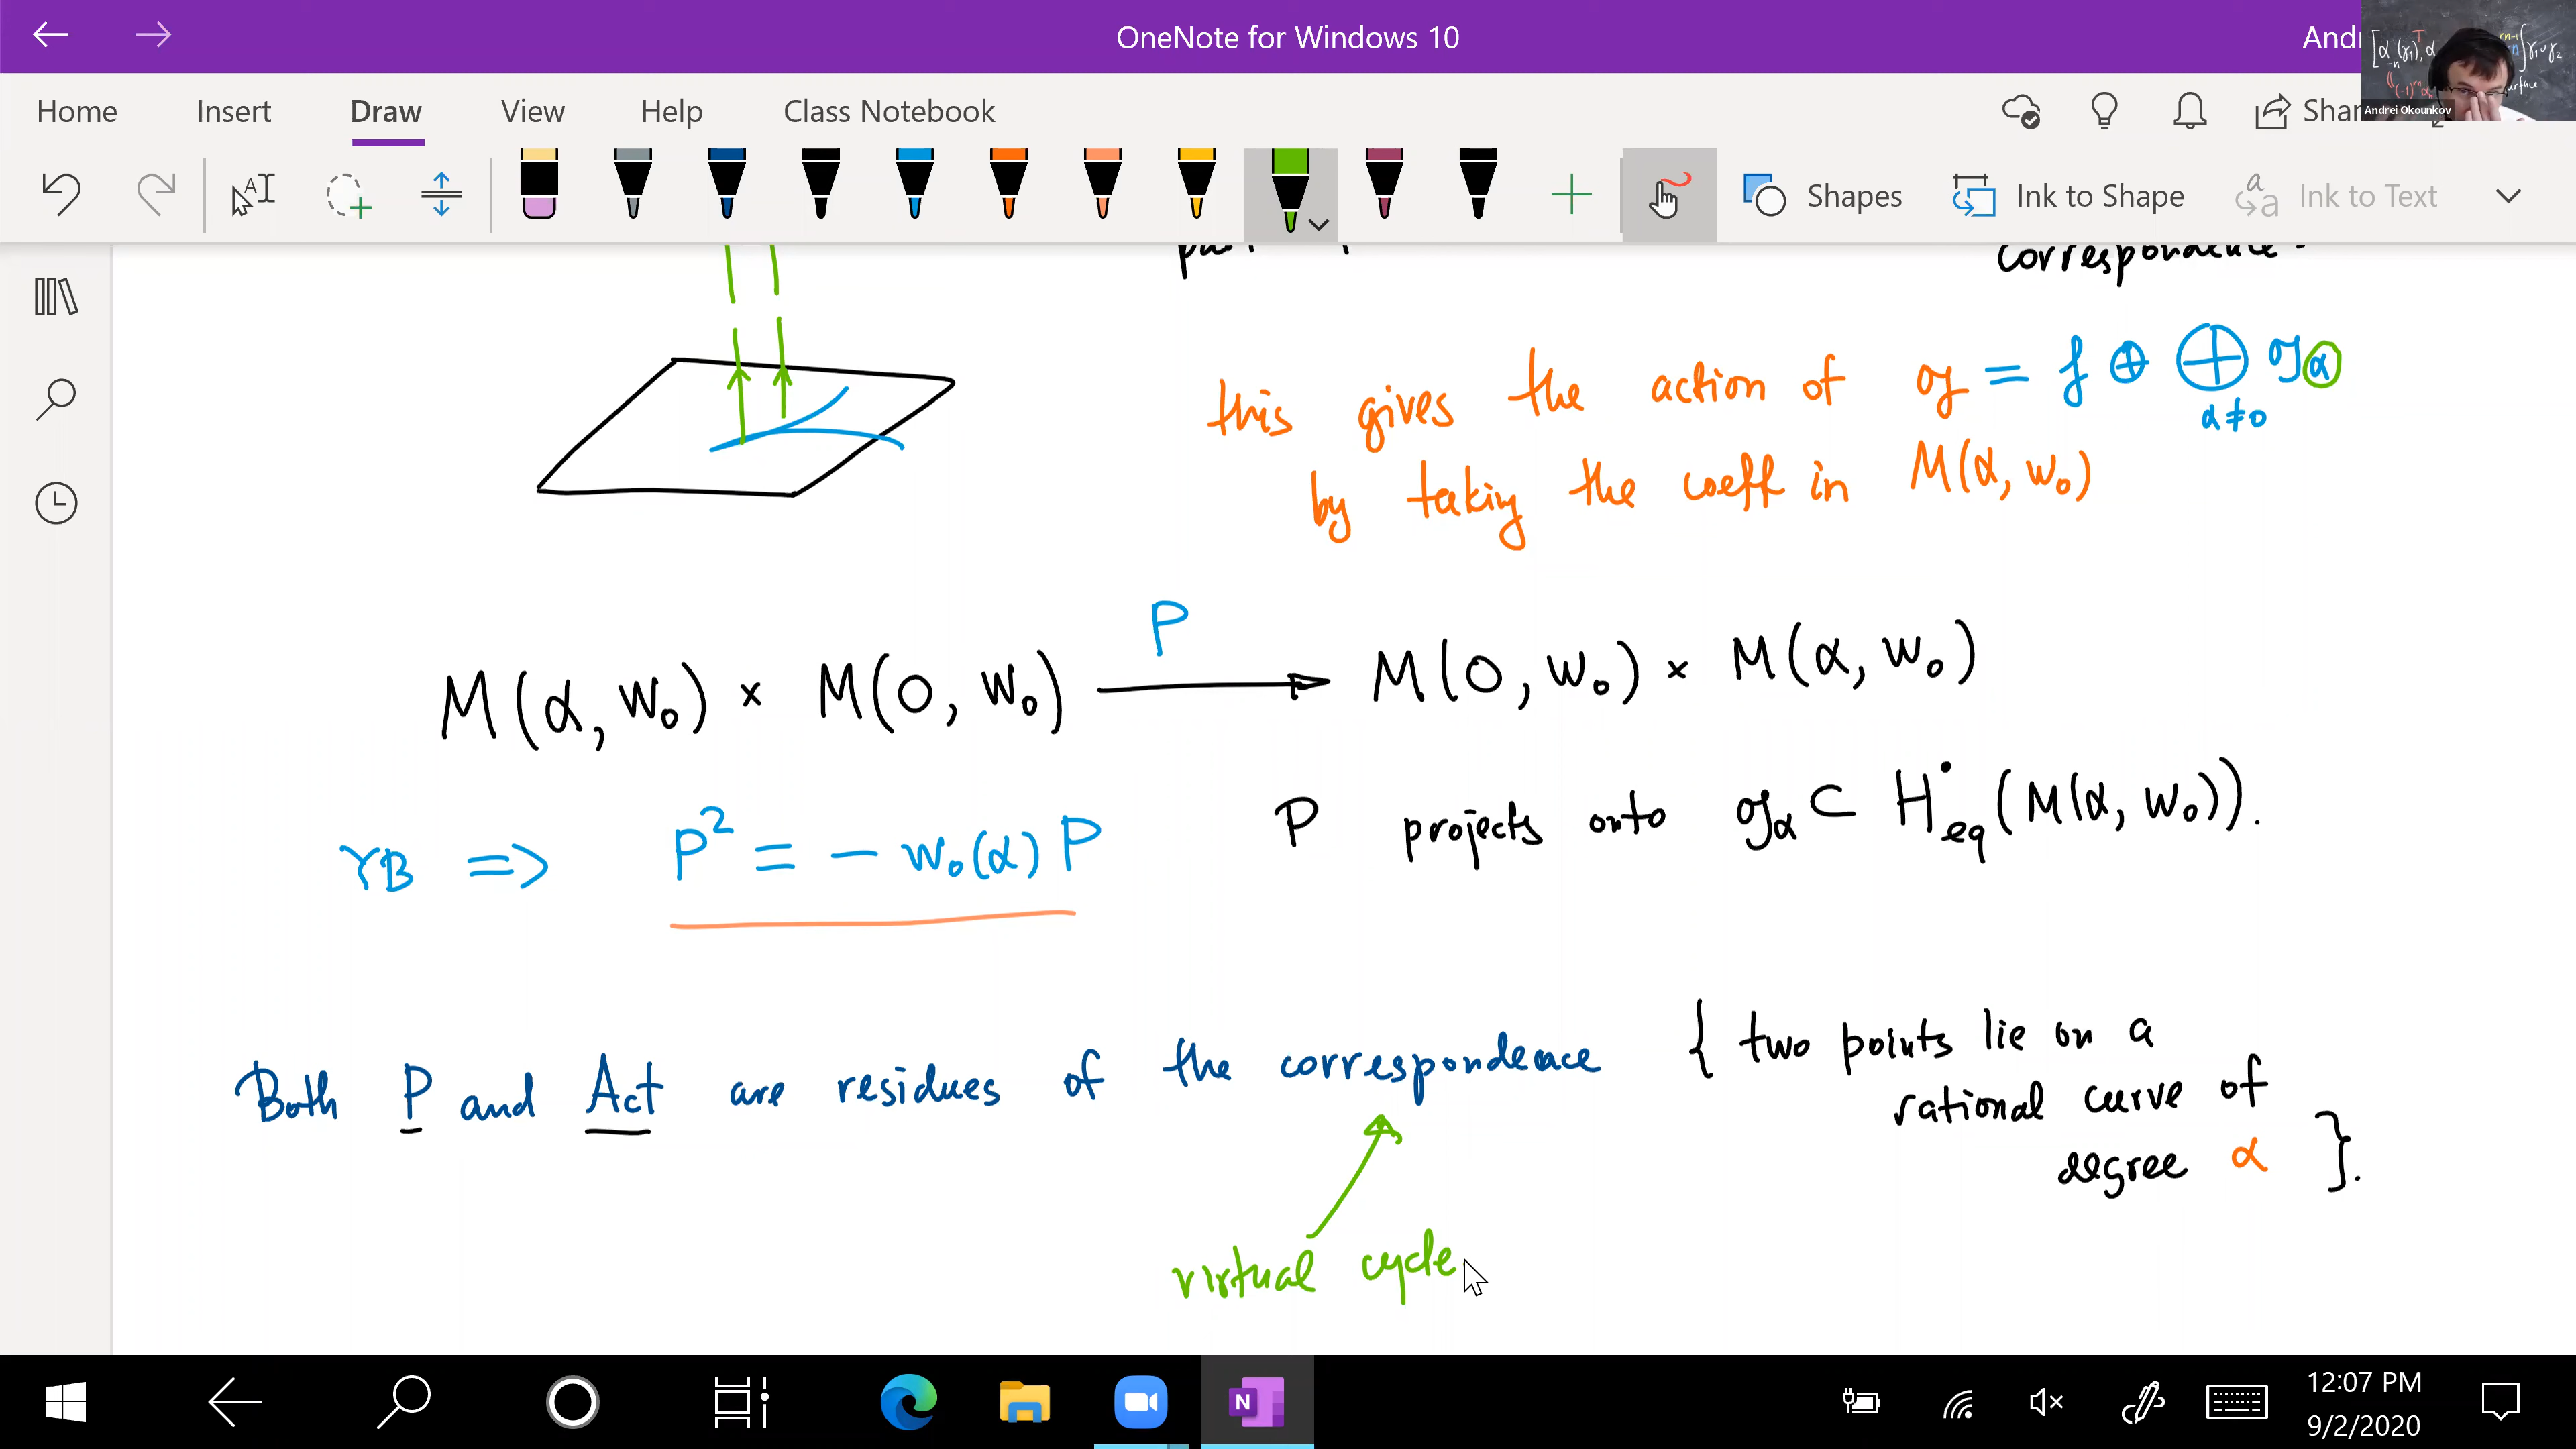 OneNote for Windows 10
Home Insert Draw View Help Class Notebook
Andrei Okounkov
Shapes Ink to Shape Ink to Text
correspondence.
this gives the action of 𝔤 = 𝔥 ⊕ ⊕ 𝔤α
α≠0
by taking the coeff in M(α, w₀)
P
M(α, w₀) × M(0, w₀) → M(0, w₀) × M(α, w₀)
YB => P² = − w₀(α) P
P projects onto 𝔤α ⊂ H•eq(M(α, w₀)).
Both P and Act are residues of the correspondence { two points lie on a
rational curve of
degree α }.
virtual cycle
12:07 PM
9/2/2020